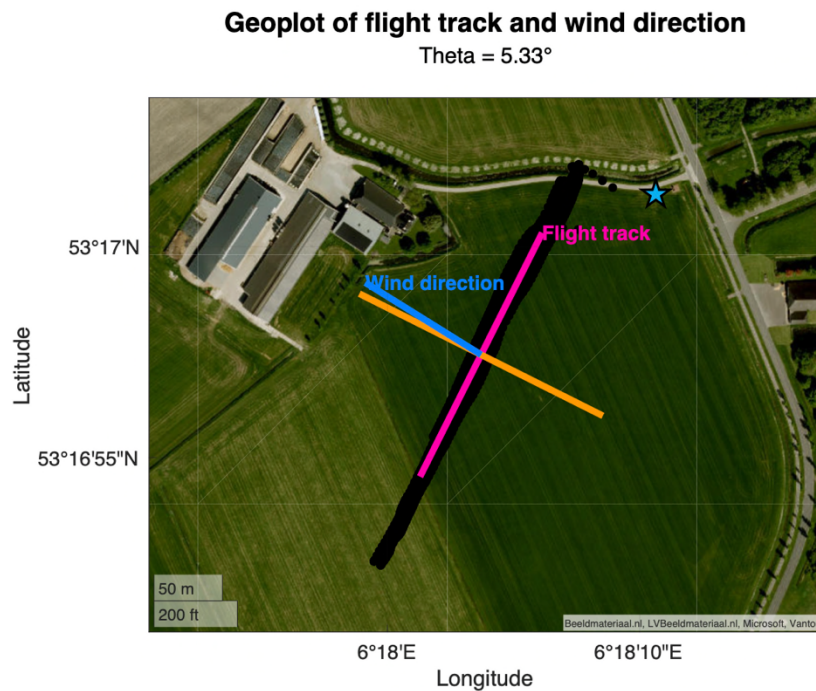 Geoplot of flight track and wind direction
Theta = 5.33°
53°17'N
Flight track
Wind direction
Latitude
53°16'55"N
50 m
200 ft
Beeldmateriaal.nl, LVBeeldmateriaal.nl, Microsoft, Vanto
6°18'E
6°18'10"E
Longitude